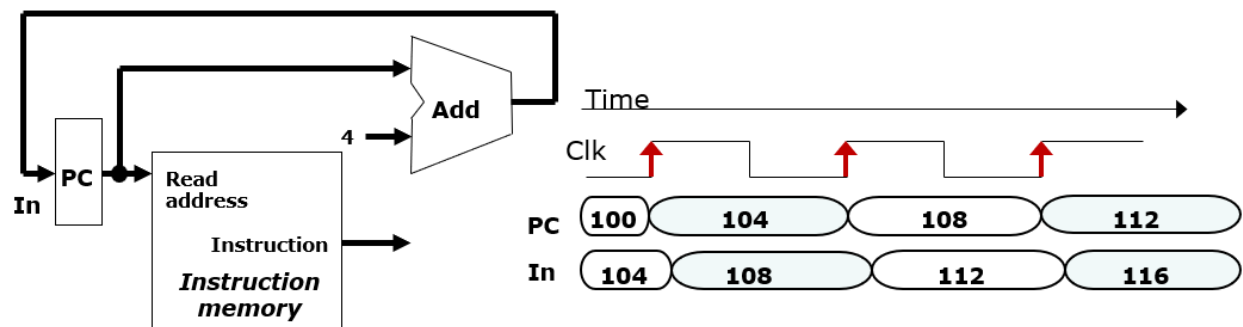 Add
4
PC
In
Read
address
Instruction
Instruction
memory
Time
Clk
PC 100 104 108 112
In 104 108 112 116